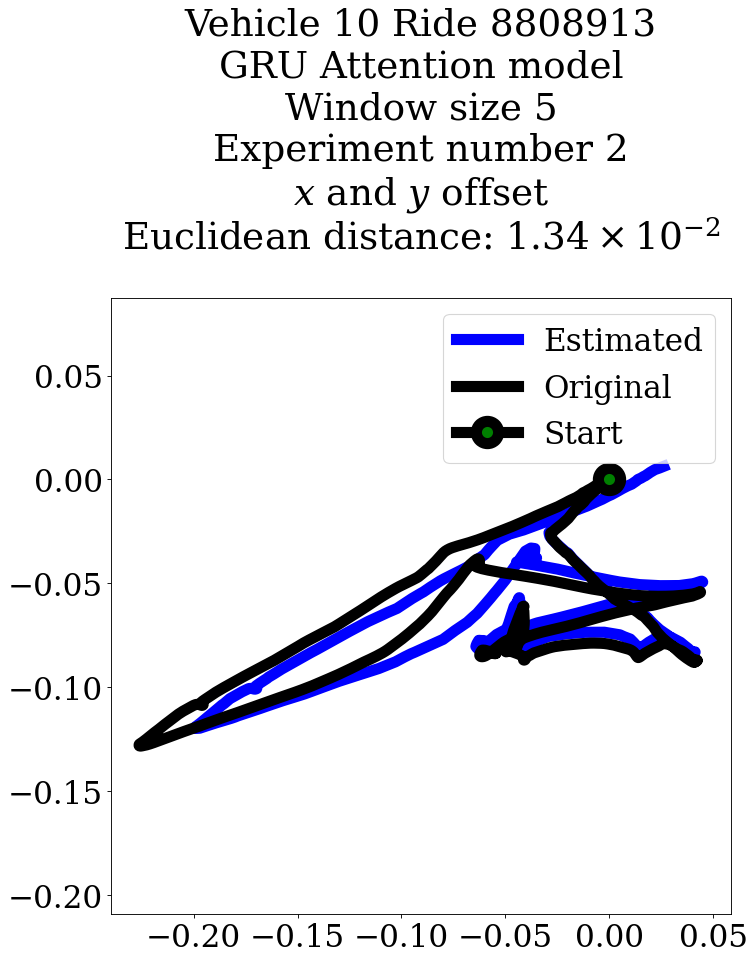 Vehicle 10 Ride 8808913
GRU Attention model
Window size 5
Experiment number 2
x and y offset
Euclidean distance: 1.34 × 10⁻²
Estimated
Original
Start
0.05
0.00
−0.05
−0.10
−0.15
−0.20
−0.20 −0.15 −0.10 −0.05 0.00 0.05